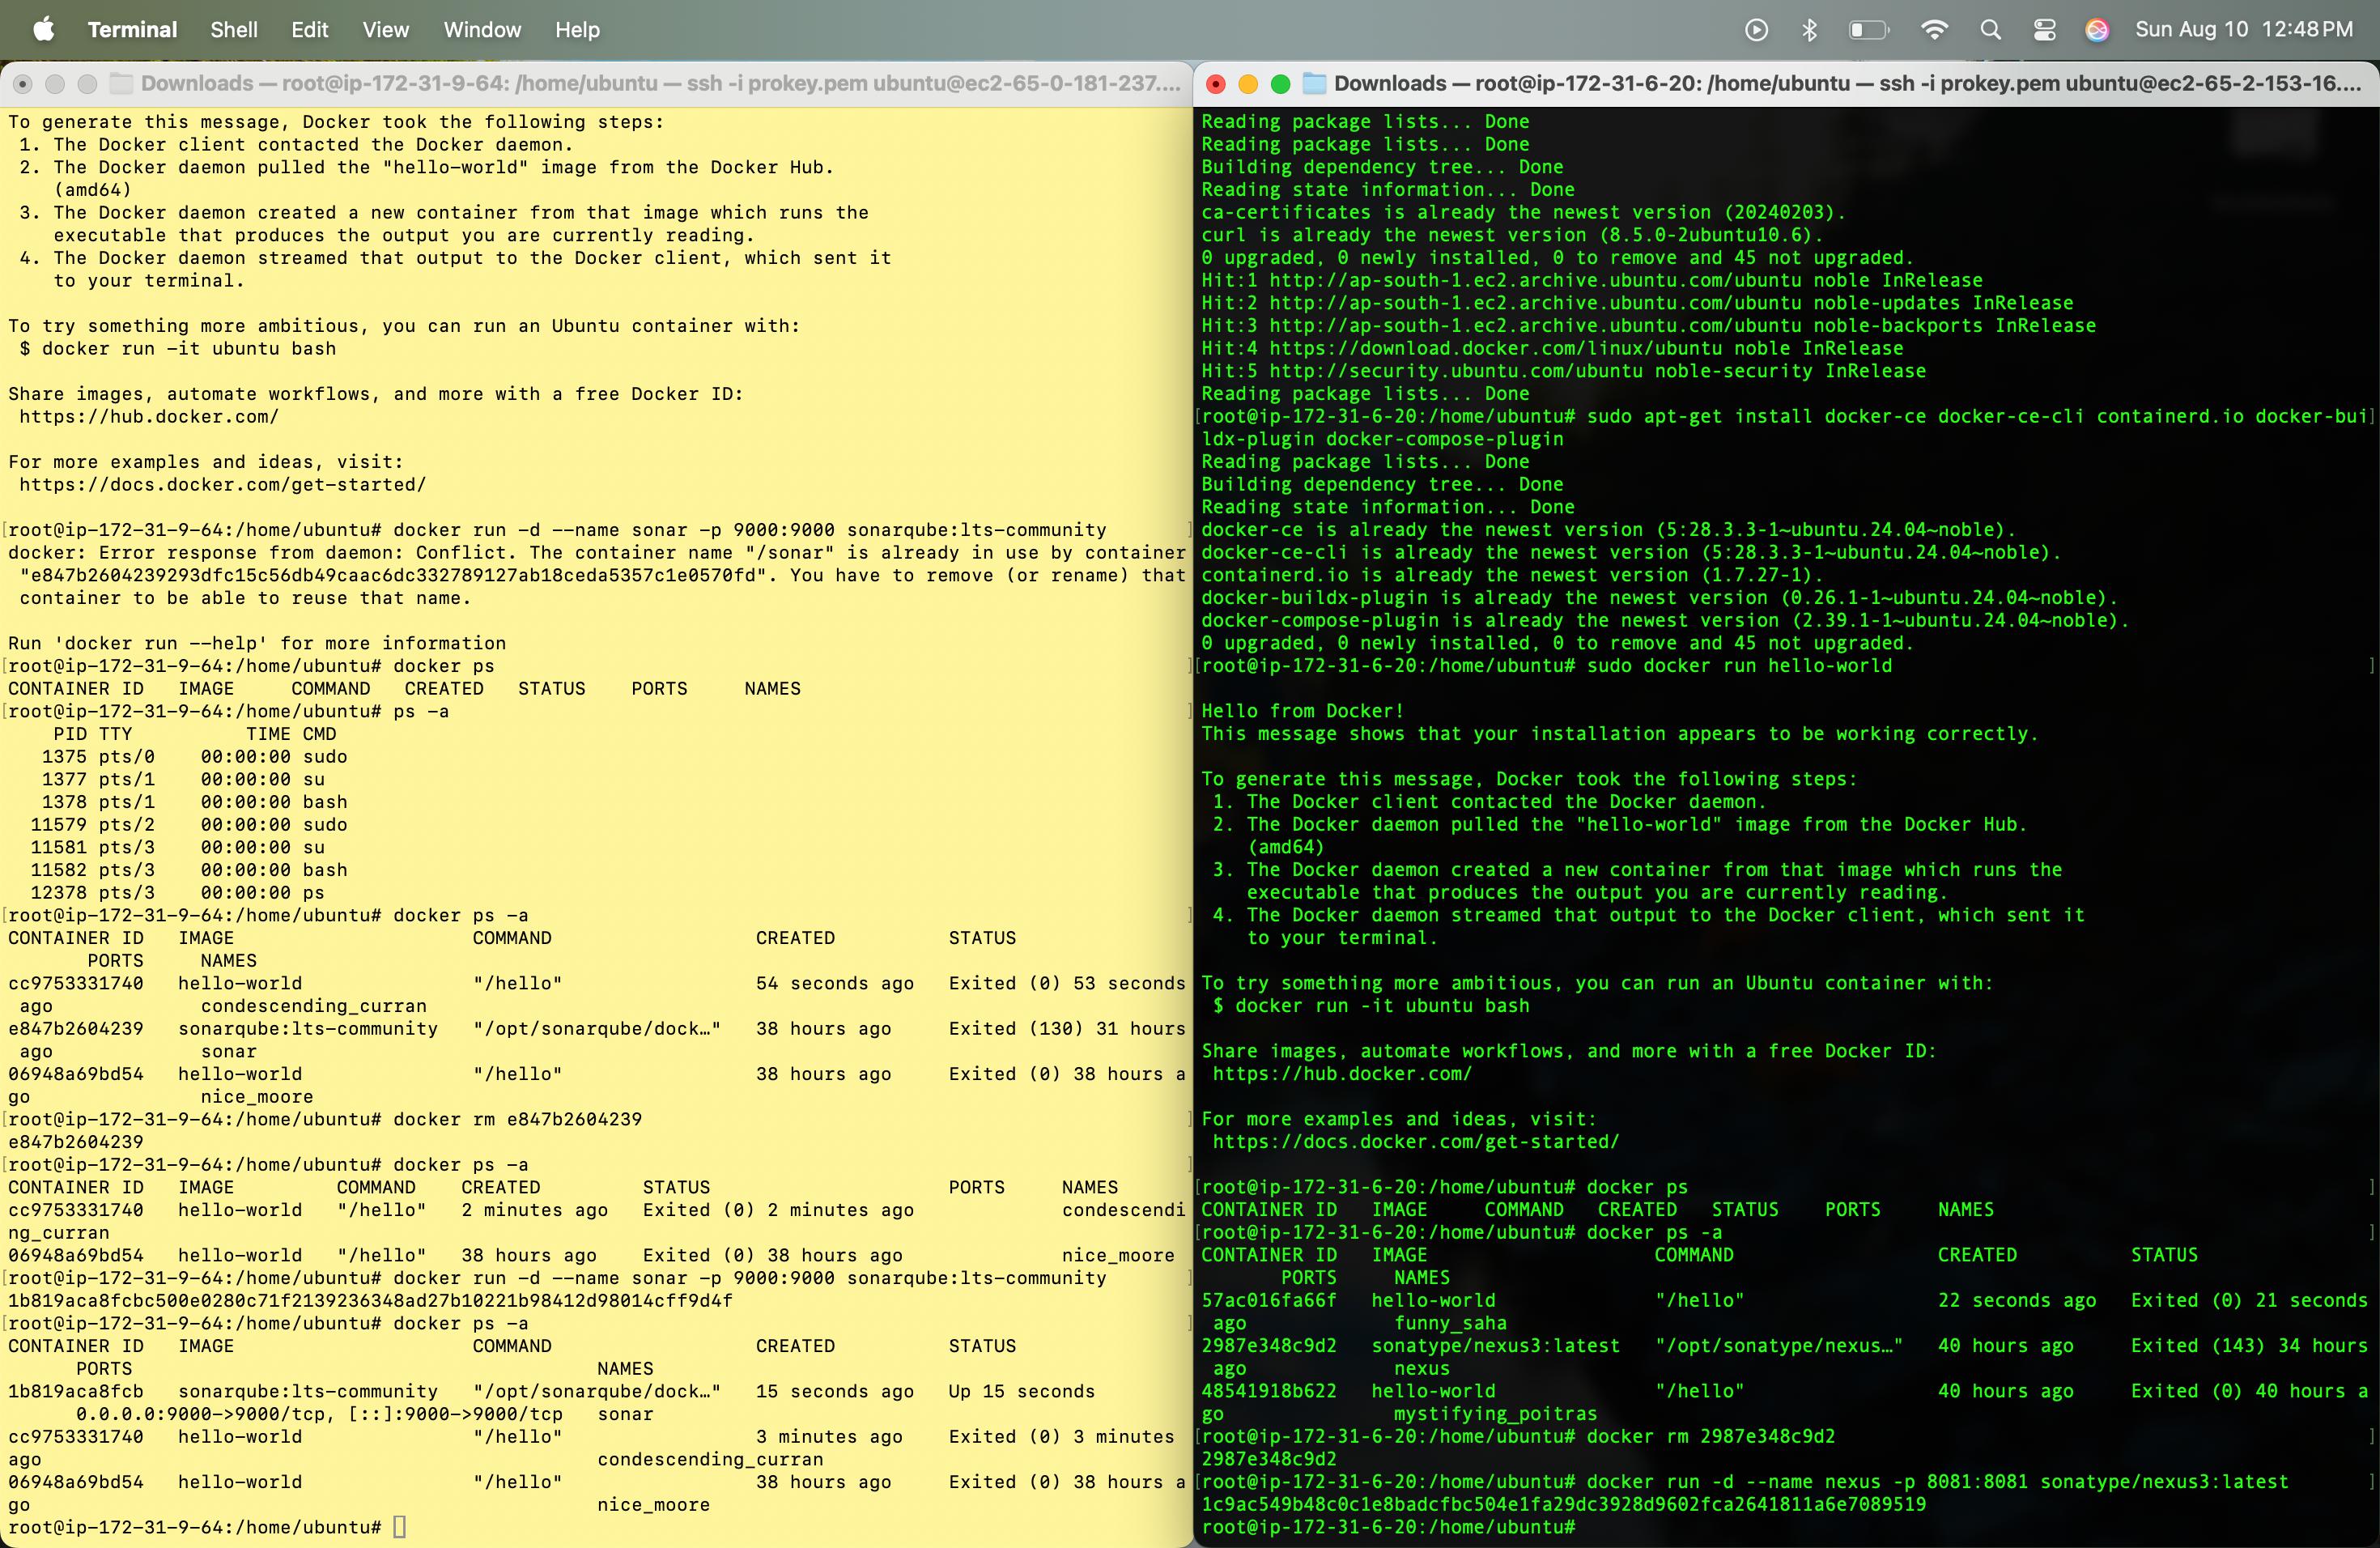 Terminal Shell Edit View Window Help Sun Aug 10 12:48 PM
Downloads — root@ip-172-31-9-64: /home/ubuntu — ssh -i prokey.pem ubuntu@ec2-65-0-181-237....
To generate this message, Docker took the following steps:
1. The Docker client contacted the Docker daemon.
2. The Docker daemon pulled the "hello-world" image from the Docker Hub.
(amd64)
3. The Docker daemon created a new container from that image which runs the
executable that produces the output you are currently reading.
4. The Docker daemon streamed that output to the Docker client, which sent it
to your terminal.
To try something more ambitious, you can run an Ubuntu container with:
$ docker run -it ubuntu bash
Share images, automate workflows, and more with a free Docker ID:
https://hub.docker.com/
For more examples and ideas, visit:
https://docs.docker.com/get-started/
[root@ip-172-31-9-64:/home/ubuntu# docker run -d --name sonar -p 9000:9000 sonarqube:lts-community ]
docker: Error response from daemon: Conflict. The container name "/sonar" is already in use by container
"e847b2604239293dfc15c56db49caac6dc332789127ab18ceda5357c1e0570fd". You have to remove (or rename) that
container to be able to reuse that name.
Run 'docker run --help' for more information
[root@ip-172-31-9-64:/home/ubuntu# docker ps ]
CONTAINER ID IMAGE COMMAND CREATED STATUS PORTS NAMES
[root@ip-172-31-9-64:/home/ubuntu# ps -a ]
PID TTY TIME CMD
1375 pts/0 00:00:00 sudo
1377 pts/1 00:00:00 su
1378 pts/1 00:00:00 bash
11579 pts/2 00:00:00 sudo
11581 pts/3 00:00:00 su
11582 pts/3 00:00:00 bash
12378 pts/3 00:00:00 ps
[root@ip-172-31-9-64:/home/ubuntu# docker ps -a ]
CONTAINER ID IMAGE COMMAND CREATED STATUS
PORTS NAMES
cc9753331740 hello-world "/hello" 54 seconds ago Exited (0) 53 seconds
ago condescending_curran
e847b2604239 sonarqube:lts-community "/opt/sonarqube/dock…" 38 hours ago Exited (130) 31 hours
ago sonar
06948a69bd54 hello-world "/hello" 38 hours ago Exited (0) 38 hours a
go nice_moore
[root@ip-172-31-9-64:/home/ubuntu# docker rm e847b2604239 ]
e847b2604239
[root@ip-172-31-9-64:/home/ubuntu# docker ps -a ]
CONTAINER ID IMAGE COMMAND CREATED STATUS PORTS NAMES
cc9753331740 hello-world "/hello" 2 minutes ago Exited (0) 2 minutes ago condescendi
ng_curran
06948a69bd54 hello-world "/hello" 38 hours ago Exited (0) 38 hours ago nice_moore
[root@ip-172-31-9-64:/home/ubuntu# docker run -d --name sonar -p 9000:9000 sonarqube:lts-community ]
1b819aca8fcbc500e0280c71f2139236348ad27b10221b98412d98014cff9d4f
[root@ip-172-31-9-64:/home/ubuntu# docker ps -a ]
CONTAINER ID IMAGE COMMAND CREATED STATUS
PORTS NAMES
1b819aca8fcb sonarqube:lts-community "/opt/sonarqube/dock…" 15 seconds ago Up 15 seconds
0.0.0.0:9000->9000/tcp, [::]:9000->9000/tcp sonar
cc9753331740 hello-world "/hello" 3 minutes ago Exited (0) 3 minutes
ago condescending_curran
06948a69bd54 hello-world "/hello" 38 hours ago Exited (0) 38 hours a
go nice_moore
root@ip-172-31-9-64:/home/ubuntu#
Downloads — root@ip-172-31-6-20: /home/ubuntu — ssh -i prokey.pem ubuntu@ec2-65-2-153-16....
Reading package lists... Done
Reading package lists... Done
Building dependency tree... Done
Reading state information... Done
ca-certificates is already the newest version (20240203).
curl is already the newest version (8.5.0-2ubuntu10.6).
0 upgraded, 0 newly installed, 0 to remove and 45 not upgraded.
Hit:1 http://ap-south-1.ec2.archive.ubuntu.com/ubuntu noble InRelease
Hit:2 http://ap-south-1.ec2.archive.ubuntu.com/ubuntu noble-updates InRelease
Hit:3 http://ap-south-1.ec2.archive.ubuntu.com/ubuntu noble-backports InRelease
Hit:4 https://download.docker.com/linux/ubuntu noble InRelease
Hit:5 http://security.ubuntu.com/ubuntu noble-security InRelease
Reading package lists... Done
[root@ip-172-31-6-20:/home/ubuntu# sudo apt-get install docker-ce docker-ce-cli containerd.io docker-bui]
ldx-plugin docker-compose-plugin
Reading package lists... Done
Building dependency tree... Done
Reading state information... Done
docker-ce is already the newest version (5:28.3.3-1~ubuntu.24.04~noble).
docker-ce-cli is already the newest version (5:28.3.3-1~ubuntu.24.04~noble).
containerd.io is already the newest version (1.7.27-1).
docker-buildx-plugin is already the newest version (0.26.1-1~ubuntu.24.04~noble).
docker-compose-plugin is already the newest version (2.39.1-1~ubuntu.24.04~noble).
0 upgraded, 0 newly installed, 0 to remove and 45 not upgraded.
[root@ip-172-31-6-20:/home/ubuntu# sudo docker run hello-world ]
Hello from Docker!
This message shows that your installation appears to be working correctly.
To generate this message, Docker took the following steps:
1. The Docker client contacted the Docker daemon.
2. The Docker daemon pulled the "hello-world" image from the Docker Hub.
(amd64)
3. The Docker daemon created a new container from that image which runs the
executable that produces the output you are currently reading.
4. The Docker daemon streamed that output to the Docker client, which sent it
to your terminal.
To try something more ambitious, you can run an Ubuntu container with:
$ docker run -it ubuntu bash
Share images, automate workflows, and more with a free Docker ID:
https://hub.docker.com/
For more examples and ideas, visit:
https://docs.docker.com/get-started/
[root@ip-172-31-6-20:/home/ubuntu# docker ps ]
CONTAINER ID IMAGE COMMAND CREATED STATUS PORTS NAMES
[root@ip-172-31-6-20:/home/ubuntu# docker ps -a ]
CONTAINER ID IMAGE COMMAND CREATED STATUS
PORTS NAMES
57ac016fa66f hello-world "/hello" 22 seconds ago Exited (0) 21 seconds
ago funny_saha
2987e348c9d2 sonatype/nexus3:latest "/opt/sonatype/nexus…" 40 hours ago Exited (143) 34 hours
ago nexus
48541918b622 hello-world "/hello" 40 hours ago Exited (0) 40 hours a
go mystifying_poitras
[root@ip-172-31-6-20:/home/ubuntu# docker rm 2987e348c9d2 ]
2987e348c9d2
[root@ip-172-31-6-20:/home/ubuntu# docker run -d --name nexus -p 8081:8081 sonatype/nexus3:latest ]
1c9ac549b48c0c1e8badcfbc504e1fa29dc3928d9602fca2641811a6e7089519
root@ip-172-31-6-20:/home/ubuntu#